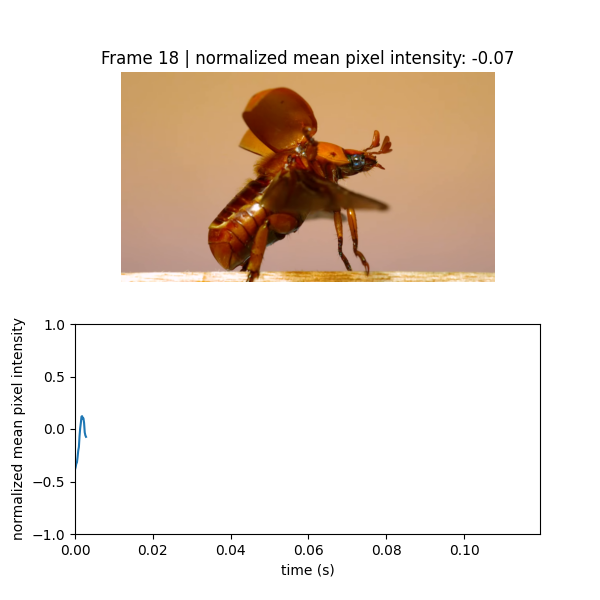 Frame 18 | normalized mean pixel intensity: -0.07
1.0
0.5
0.0
−0.5
−1.0
normalized mean pixel intensity
0.00 0.02 0.04 0.06 0.08 0.10
time (s)